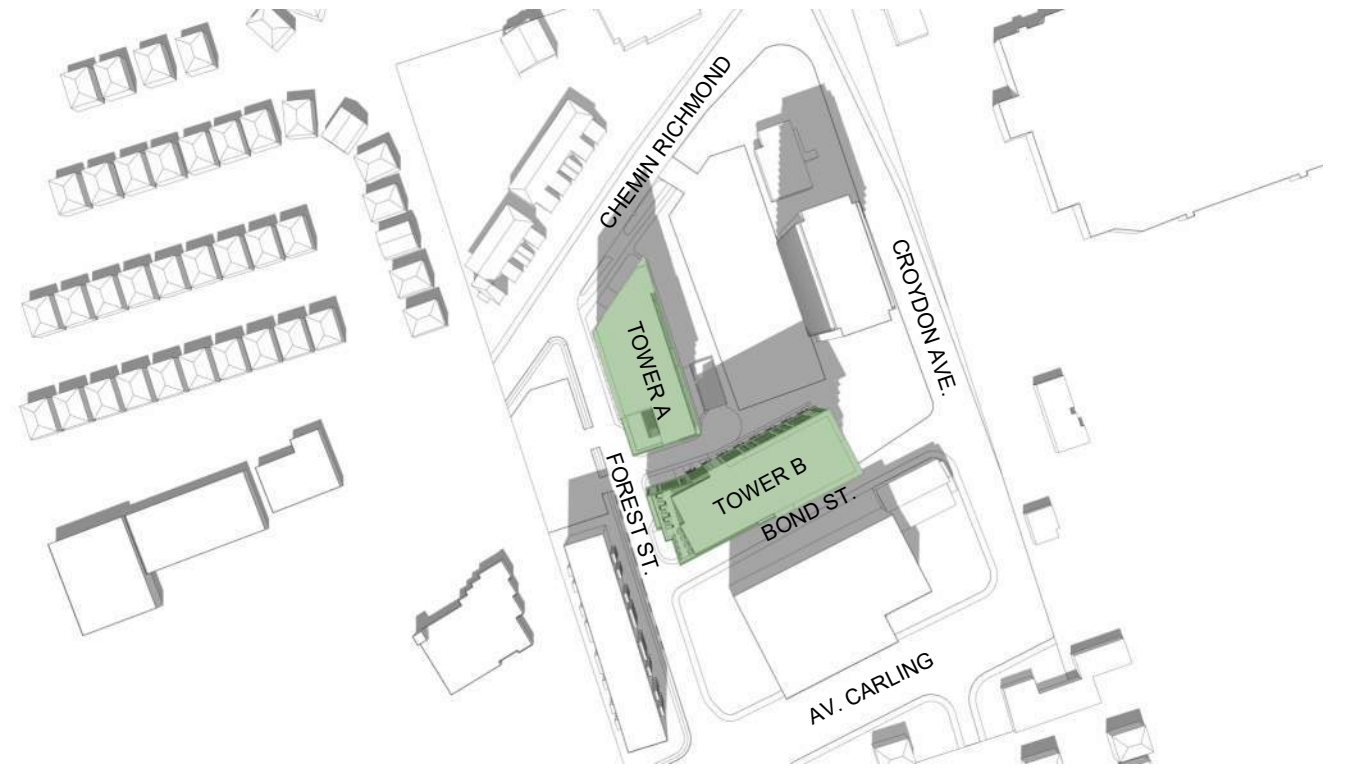 CHEMIN RICHMOND
CROYDON AVE.
TOWER A
FOREST ST.
TOWER B
BOND ST.
AV. CARLING